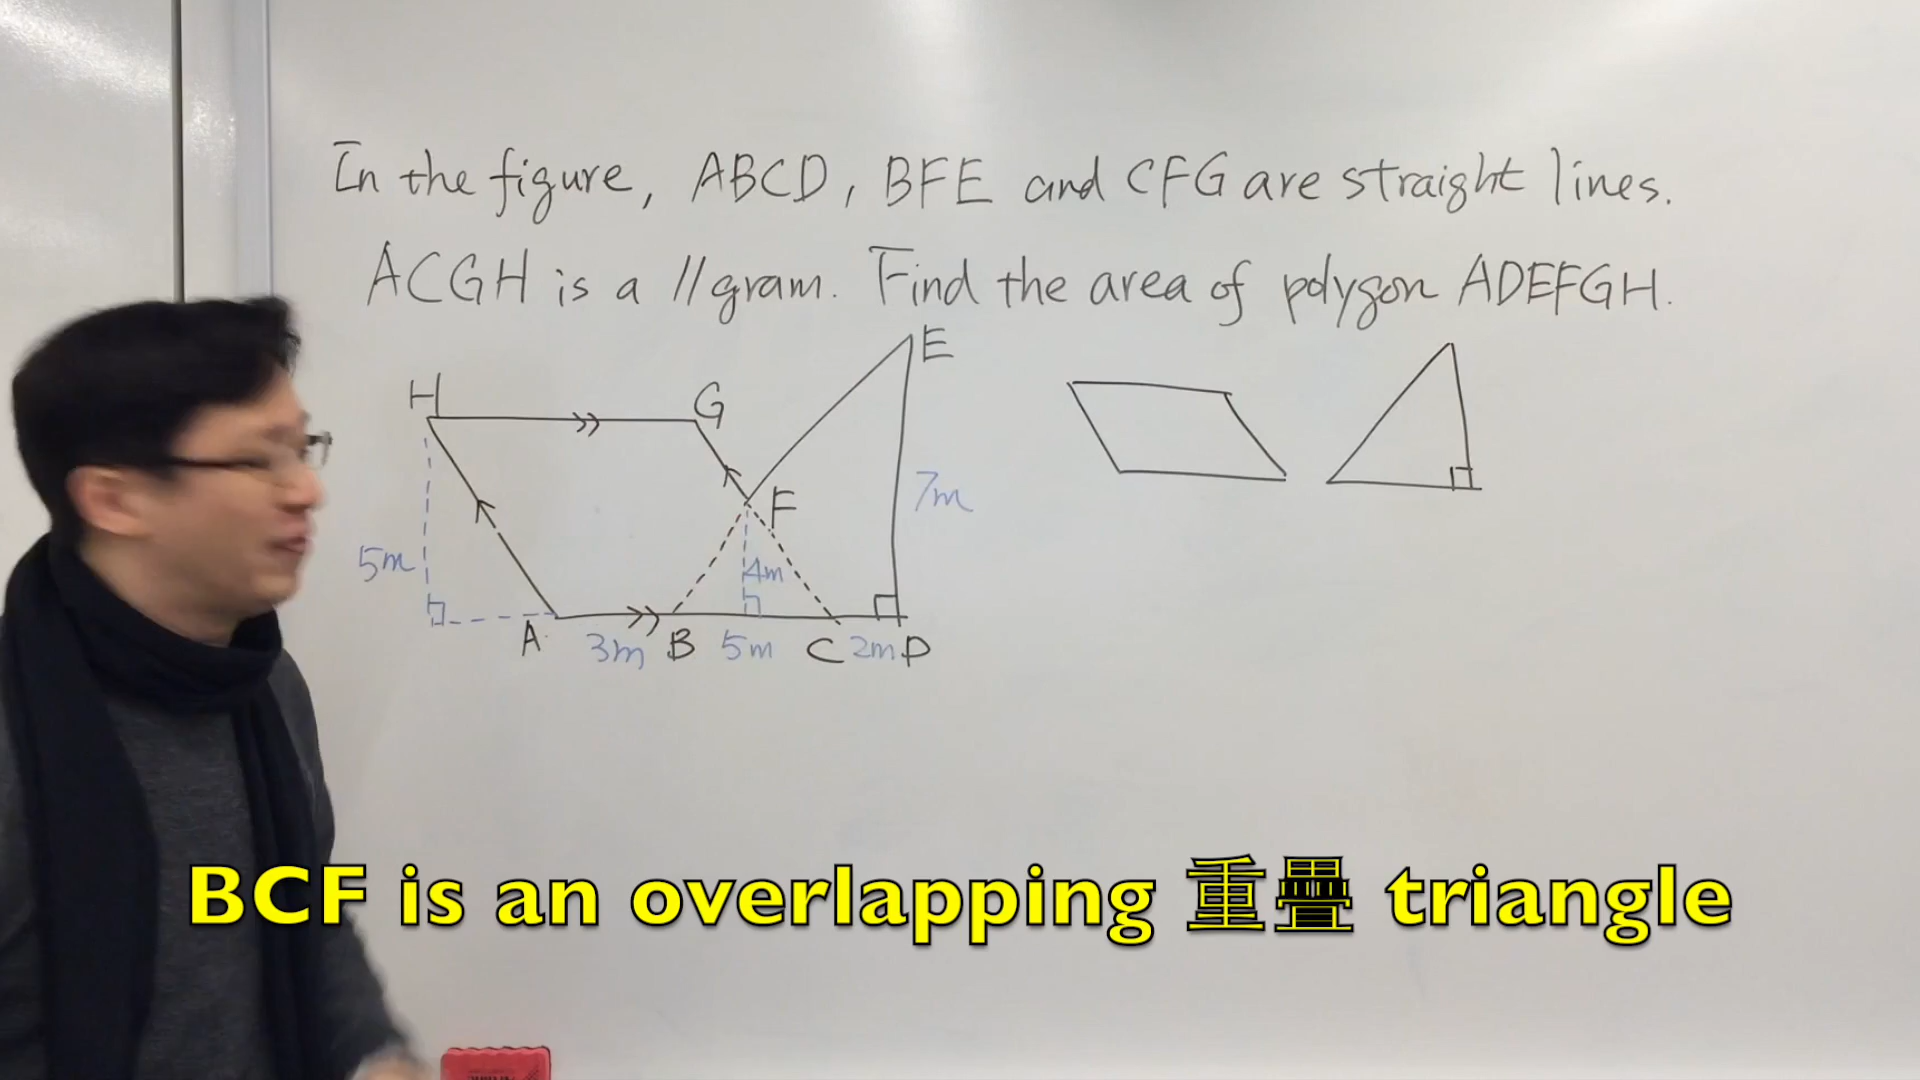 In the figure, ABCD, BFE and CFG are straight lines.
ACGH is a //gram. Find the area of polygon ADEFGH.
E
H
G
F
7m
5m
4m
A 3m B 5m C 2m D
BCF is an overlapping 重疊 triangle